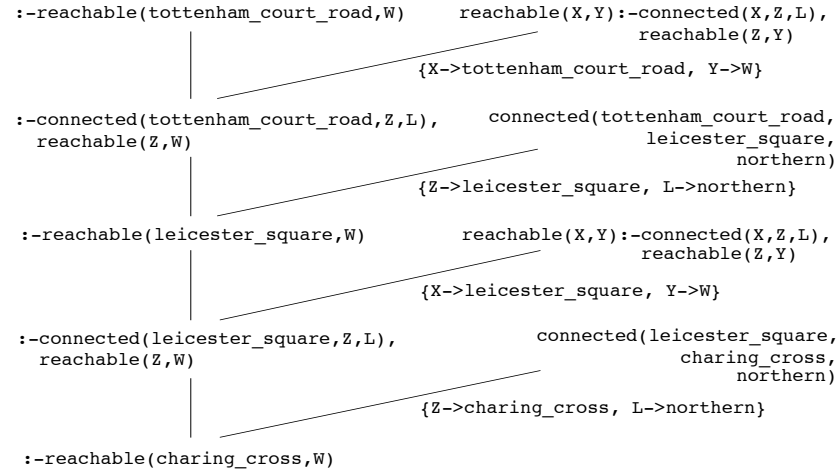 :-reachable(tottenham_court_road,W)
reachable(X,Y):-connected(X,Z,L),
reachable(Z,Y)
{X->tottenham_court_road, Y->W}
:-connected(tottenham_court_road,Z,L),
reachable(Z,W)
connected(tottenham_court_road,
leicester_square,
northern)
{Z->leicester_square, L->northern}
:-reachable(leicester_square,W)
reachable(X,Y):-connected(X,Z,L),
reachable(Z,Y)
{X->leicester_square, Y->W}
:-connected(leicester_square,Z,L),
reachable(Z,W)
connected(leicester_square,
charing_cross,
northern)
{Z->charing_cross, L->northern}
:-reachable(charing_cross,W)